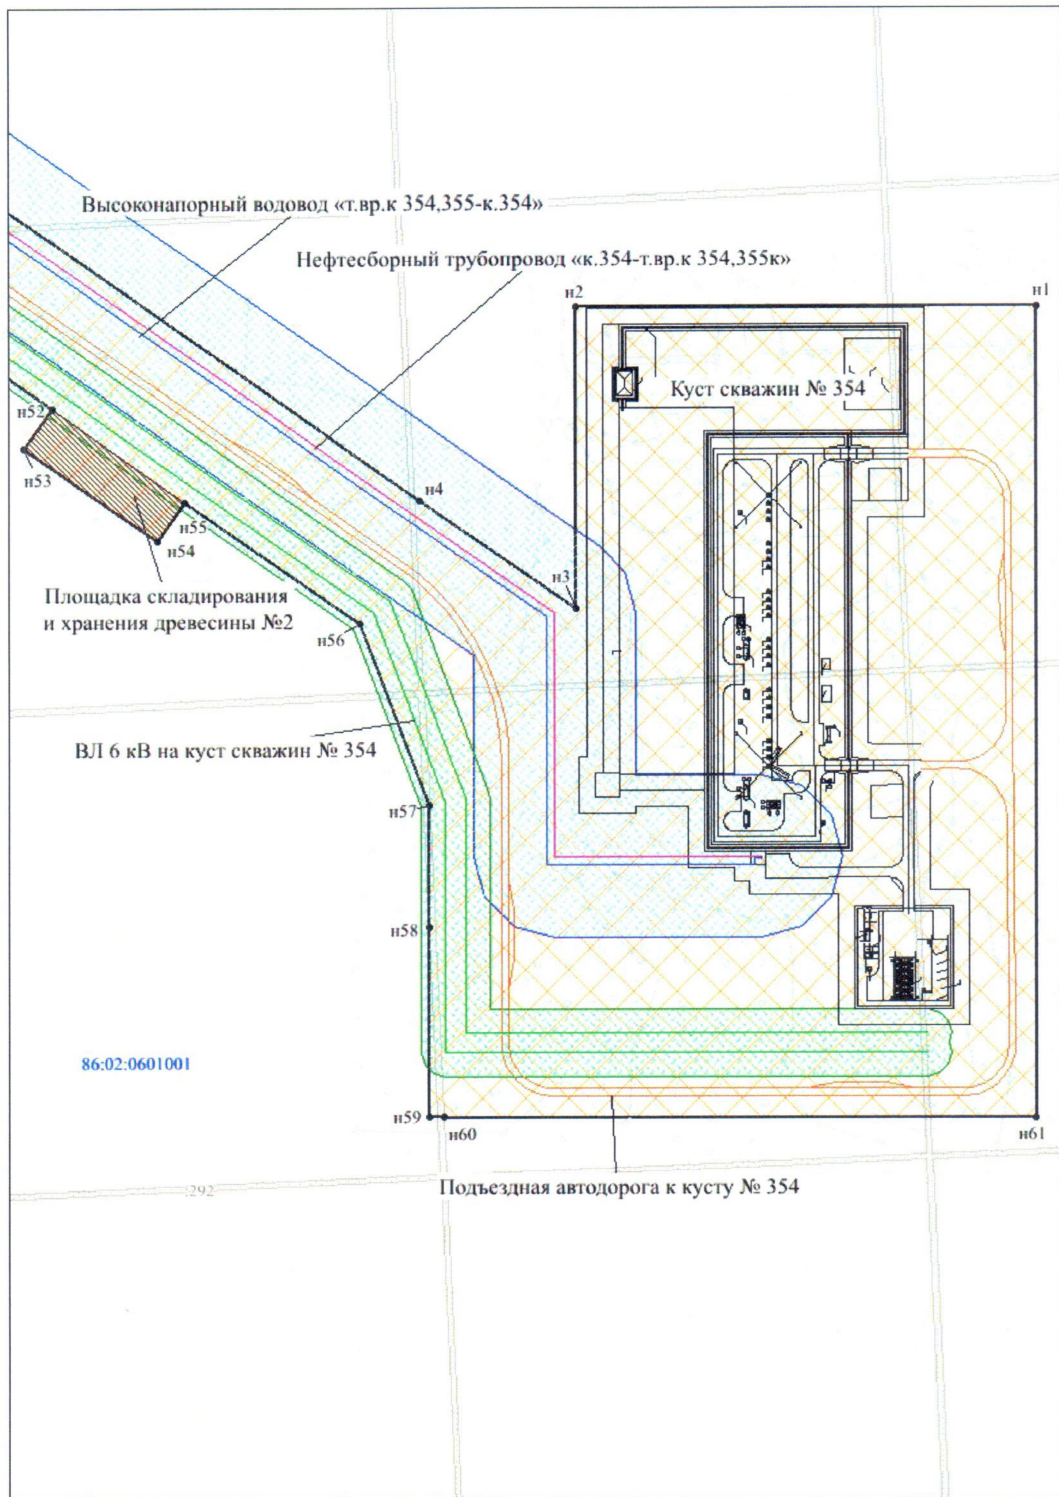 Высоконапорный водовод «т.вр.к 354,355-к.354»
Нефтесборный трубопровод «к.354-т.вр.к 354,355к»
н2
н1
Куст скважин № 354
н52
н53
н4
н55
н54
н3
Площадка складирования
и хранения древесины №2
н56
ВЛ 6 кВ на куст скважин № 354
н57
н58
86:02:0601001
н59
н60
н61
:292
Подъездная автодорога к кусту № 354